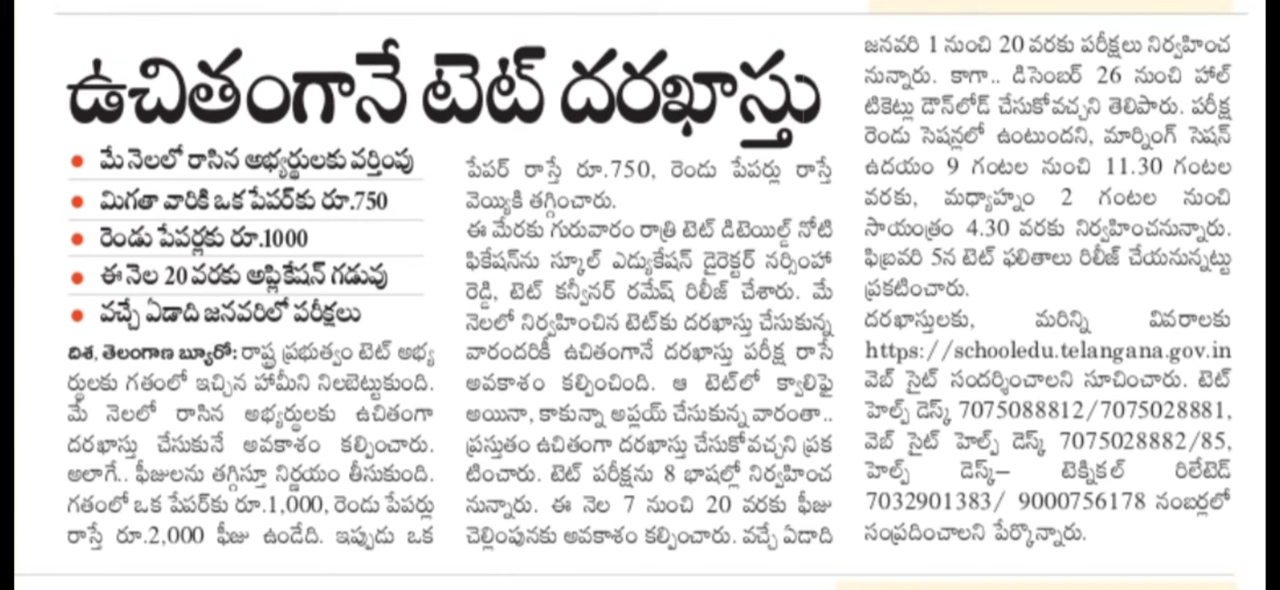 ఉచితంగానే టెట్ దరఖాస్తు
● మే నెలలో రాసిన అభ్యర్థులకు వర్తింపు
● మిగతా వారికి ఒక పేపర్‌కు రూ.750
● రెండు పేపర్లకు రూ.1000
● ఈ నెల 20 వరకు అప్లికేషన్ గడువు
● వచ్చే ఏడాది జనవరిలో పరీక్షలు
దిశ, తెలంగాణ బ్యూరో: రాష్ట్ర ప్రభుత్వం టెట్ అభ్య
ర్థులకు గతంలో ఇచ్చిన హామీని నిలబెట్టుకుంది.
మే నెలలో రాసిన అభ్యర్థులకు ఉచితంగా
దరఖాస్తు చేసుకునే అవకాశం కల్పించారు.
అలాగే.. ఫీజులను తగ్గిస్తూ నిర్ణయం తీసుకుంది.
గతంలో ఒక పేపర్‌కు రూ.1,000, రెండు పేపర్లు
రాస్తే రూ.2,000 ఫీజు ఉండేది. ఇప్పుడు ఒక
పేపర్ రాస్తే రూ.750, రెండు పేపర్లు రాస్తే
వెయ్యికి తగ్గించారు.
ఈ మేరకు గురువారం రాత్రి టెట్ డిటెయిల్డ్ నోటి
ఫికేషన్‌ను స్కూల్ ఎడ్యుకేషన్ డైరెక్టర్ నర్సింహా
రెడ్డి, టెట్ కన్వీనర్ రమేష్ రిలీజ్ చేశారు. మే
నెలలో నిర్వహించిన టెట్‌కు దరఖాస్తు చేసుకున్న
వారందరికీ ఉచితంగానే దరఖాస్తు పరీక్ష రాసే
అవకాశం కల్పించింది. ఆ టెట్‌లో క్వాలిఫై
అయినా, కాకున్నా అప్లయ్ చేసుకున్న వారంతా..
ప్రస్తుతం ఉచితంగా దరఖాస్తు చేసుకోవచ్చని ప్రక
టించారు. టెట్ పరీక్షను 8 భాషల్లో నిర్వహించ
నున్నారు. ఈ నెల 7 నుంచి 20 వరకు ఫీజు
చెల్లింపునకు అవకాశం కల్పించారు. వచ్చే ఏడాది
జనవరి 1 నుంచి 20 వరకు పరీక్షలు నిర్వహించ
నున్నారు. కాగా.. డిసెంబర్ 26 నుంచి హాల్
టికెట్లు డౌన్‌లోడ్ చేసుకోవచ్చని తెలిపారు. పరీక్ష
రెండు సెషన్లలో ఉంటుందని, మార్నింగ్ సెషన్
ఉదయం 9 గంటల నుంచి 11.30 గంటల
వరకు, మధ్యాహ్నం 2 గంటల నుంచి
సాయంత్రం 4.30 వరకు నిర్వహించనున్నారు.
ఫిబ్రవరి 5న టెట్ ఫలితాలు రిలీజ్ చేయనున్నట్టు
ప్రకటించారు.
దరఖాస్తులకు, మరిన్ని వివరాలకు
https://schooledu.telangana.gov.in
వెబ్ సైట్ సందర్శించాలని సూచించారు. టెట్
హెల్ప్ డెస్క్ 7075088812/7075028881,
వెబ్ సైట్ హెల్ప్ డెస్క్ 7075028882/85,
హెల్ప్ డెస్క్– టెక్నికల్ రిలేటెడ్
7032901383/ 9000756178 నంబర్లలో
సంప్రదించాలని పేర్కొన్నారు.